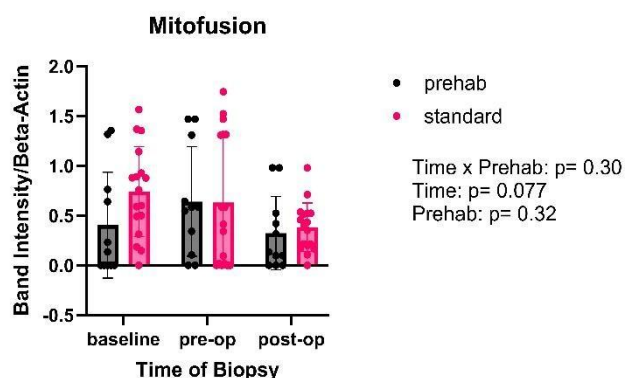 Mitofusion
Band Intensity/Beta-Actin
2.0
1.5
1.0
0.5
0.0
-0.5
baseline
pre-op
post-op
Time of Biopsy
prehab
standard
Time x Prehab: p= 0.30
Time: p= 0.077
Prehab: p= 0.32